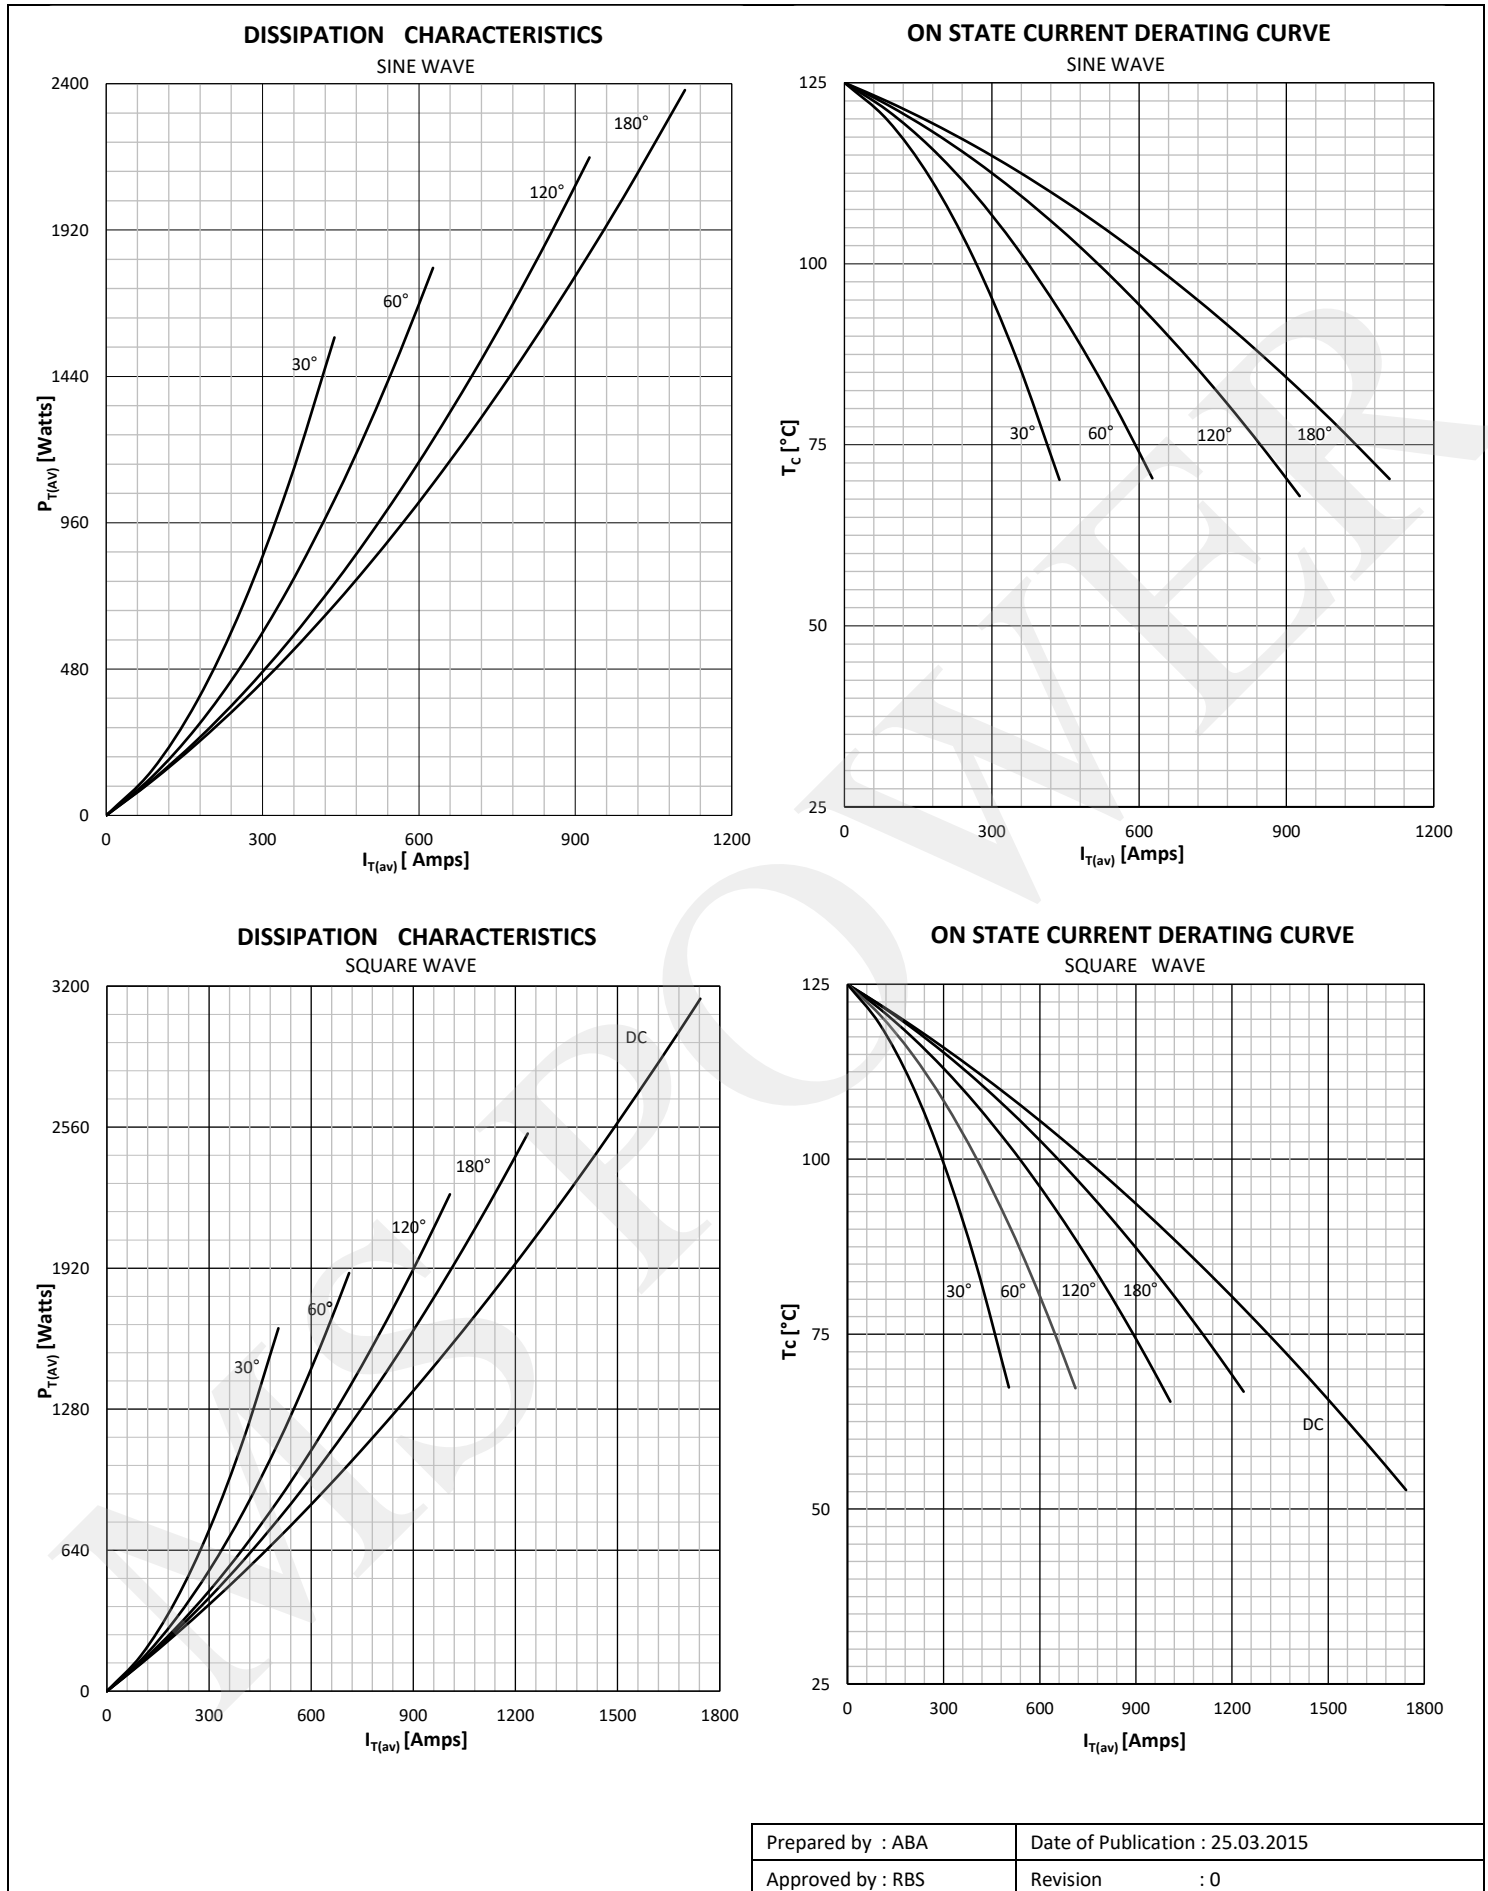 DISSIPATION CHARACTERISTICS
SINE WAVE
2400
1920
1440
960
480
0
P_T(AV) [Watts]
30°
60°
120°
180°
0 300 600 900 1200
I_T(av) [ Amps]
ON STATE CURRENT DERATING CURVE
SINE WAVE
125
100
75
50
25
T_C [°C]
30° 60° 120° 180°
0 300 600 900 1200
I_T(av) [Amps]
DISSIPATION CHARACTERISTICS
SQUARE WAVE
3200
2560
1920
1280
640
0
P_T(AV) [Watts]
30°
60°
120°
180°
DC
0 300 600 900 1200 1500 1800
I_T(av) [Amps]
ON STATE CURRENT DERATING CURVE
SQUARE WAVE
125
100
75
50
25
Tc [°C]
30° 60° 120° 180°
DC
0 300 600 900 1200 1500 1800
I_T(av) [Amps]
MS POWER
Prepared by : ABA
Date of Publication : 25.03.2015
Approved by : RBS
Revision : 0